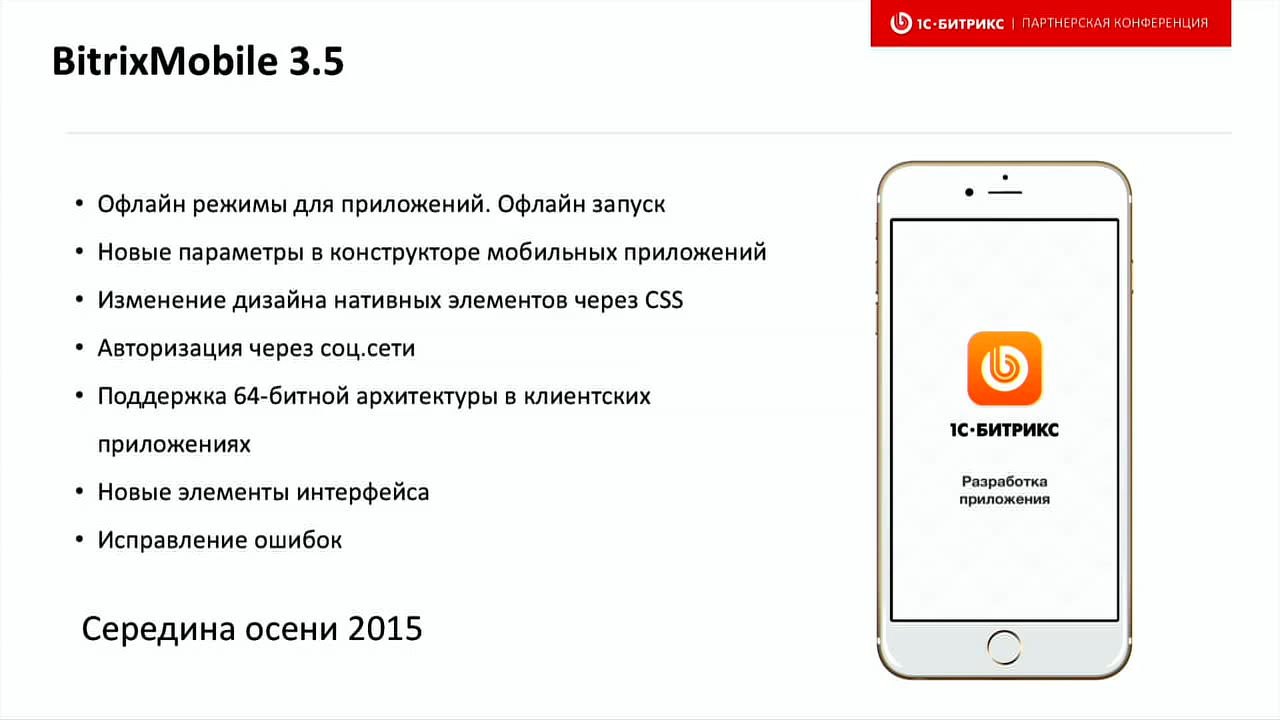 1С·БИТРИКС | ПАРТНЕРСКАЯ КОНФЕРЕНЦИЯ
BitrixMobile 3.5
• Офлайн режимы для приложений. Офлайн запуск
• Новые параметры в конструкторе мобильных приложений
• Изменение дизайна нативных элементов через CSS
• Авторизация через соц.сети
• Поддержка 64-битной архитектуры в клиентских
приложениях
• Новые элементы интерфейса
• Исправление ошибок
Середина осени 2015
1С·БИТРИКС
Разработка
приложения